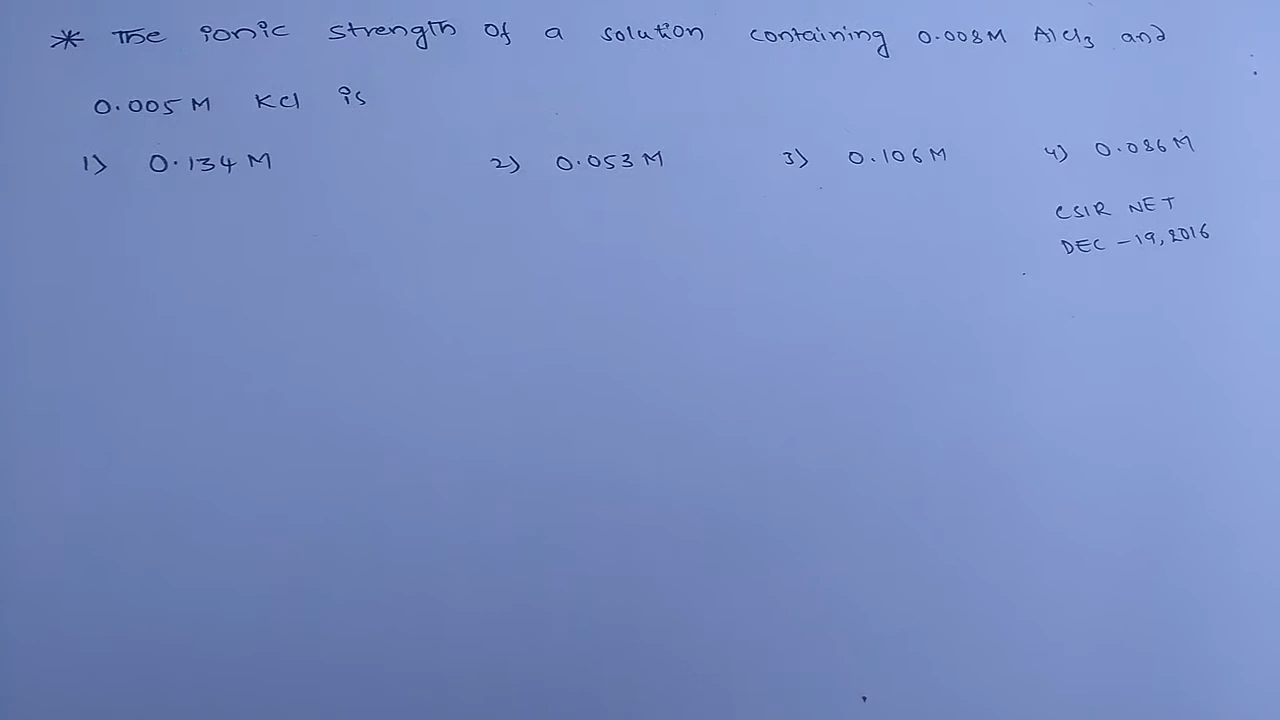 * The ionic strength of a solution containing 0.008M AlCl3 and
0.005 M KCl is
1) 0.134 M 2) 0.053 M 3) 0.106 M 4) 0.086 M
CSIR NET
DEC - 19, 2016